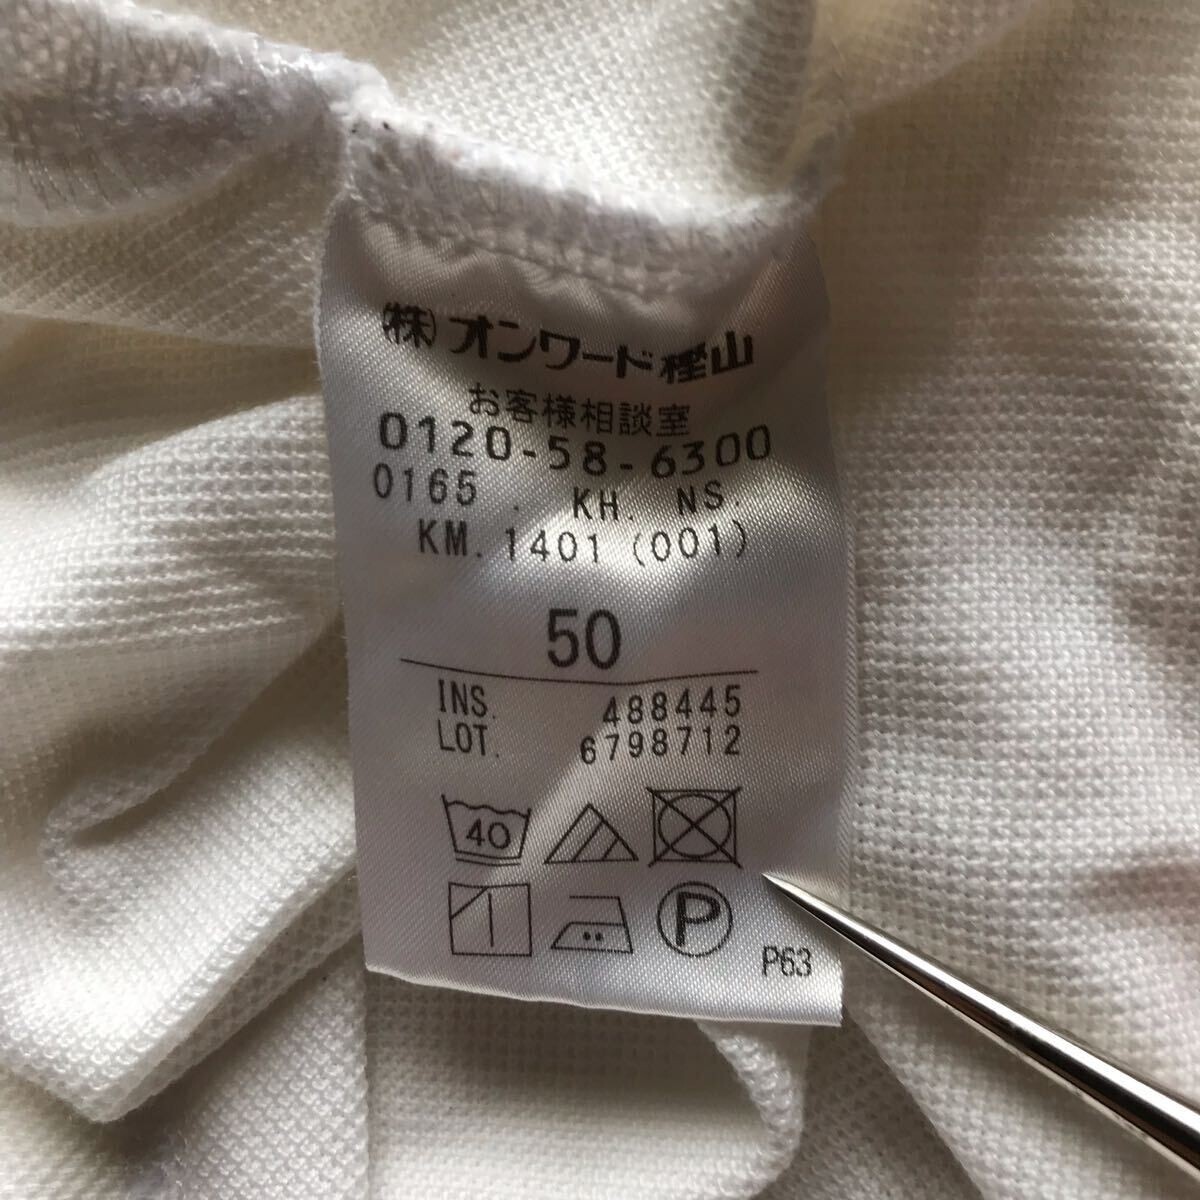 (株)オンワード樫山
お客様相談室
0120-58-6300
0165 . KH. NS.
KM. 1401 (001)
50
INS. 488445
LOT. 6798712
40
P
P63